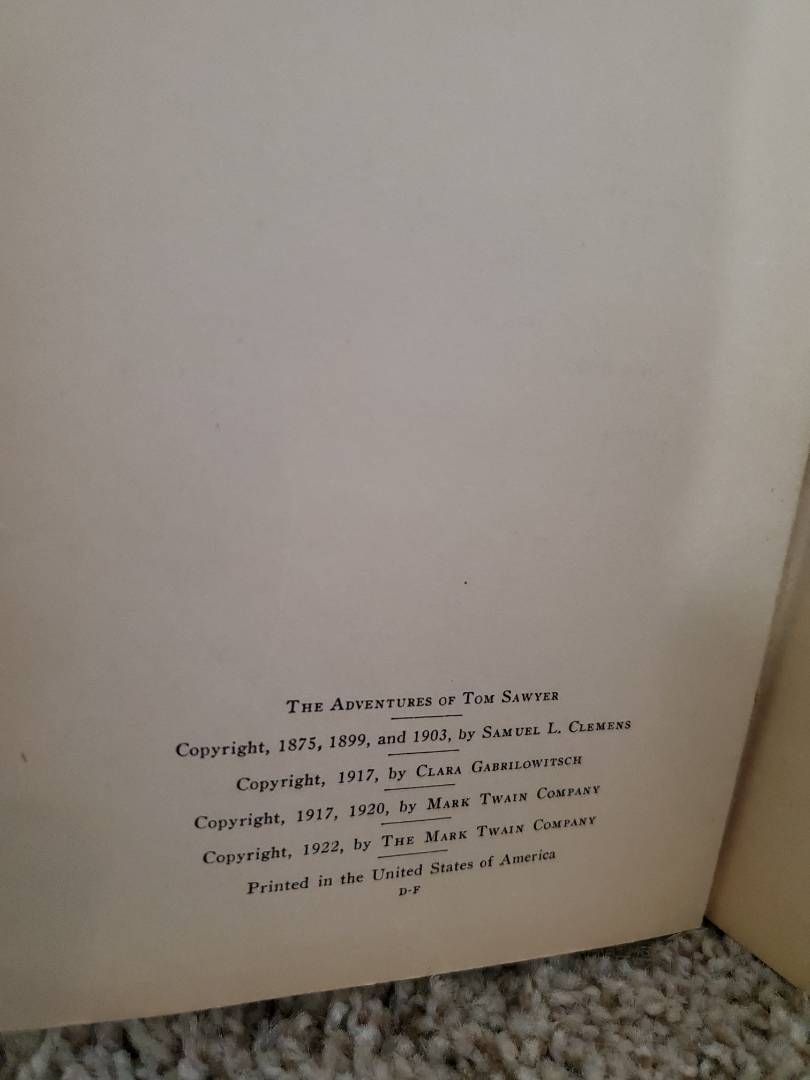 The Adventures of Tom Sawyer
Copyright, 1875, 1899, and 1903, by Samuel L. Clemens
Copyright, 1917, by Clara Gabrilowitsch
Copyright, 1917, 1920, by Mark Twain Company
Copyright, 1922, by The Mark Twain Company
Printed in the United States of America
D-F